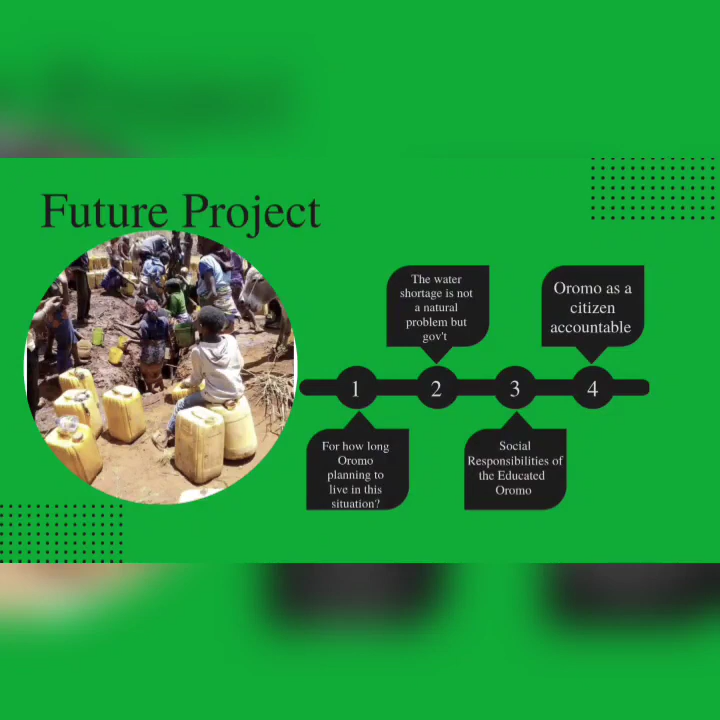 Future Project
1
2
3
4
For how long
Oromo
planning to
live in this
situation?
The water
shortage is not
a natural
problem but
gov't
Social
Responsibilities of
the Educated
Oromo
Oromo as a
citizen
accountable